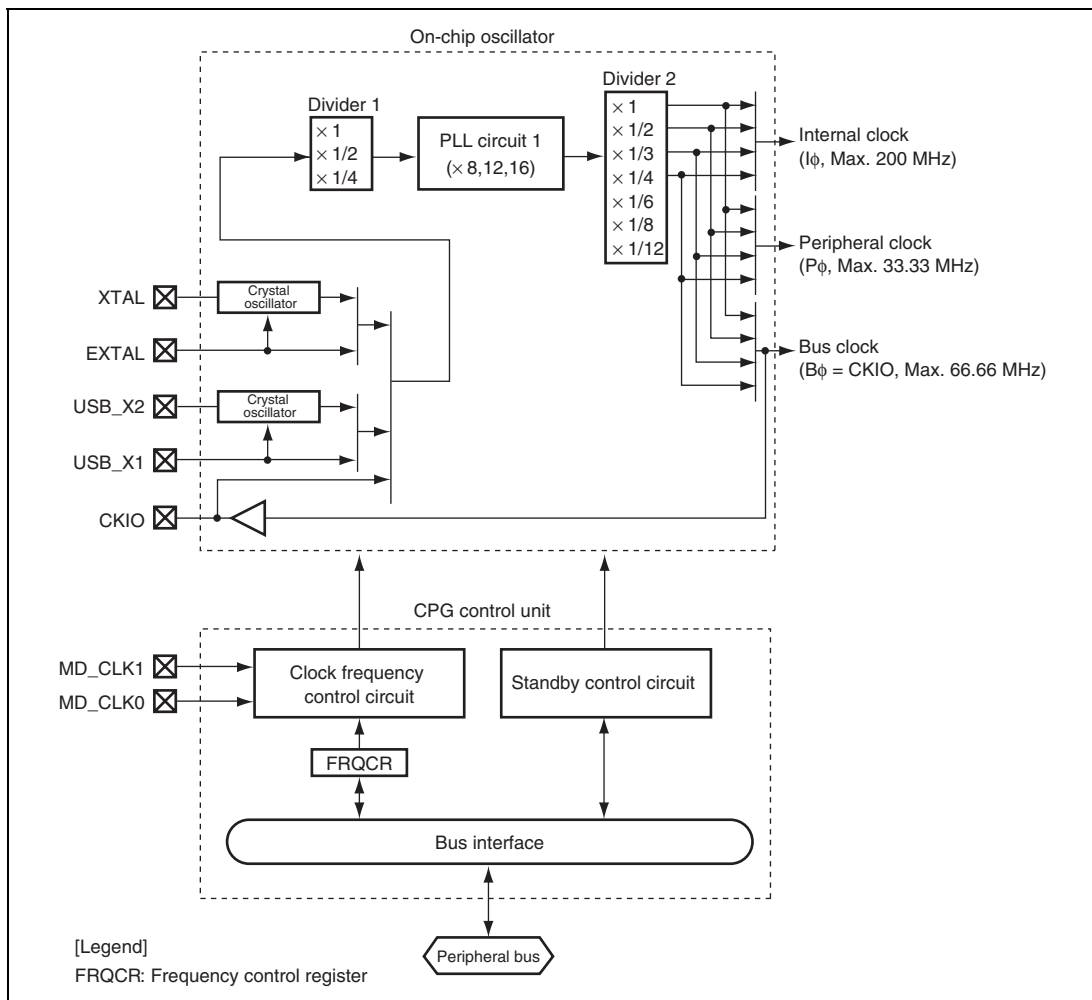 On-chip oscillator
Divider 1
× 1
× 1/2
× 1/4
PLL circuit 1
(× 8,12,16)
Divider 2
× 1
× 1/2
× 1/3
× 1/4
× 1/6
× 1/8
× 1/12
Internal clock
(Iϕ, Max. 200 MHz)
Peripheral clock
(Pϕ, Max. 33.33 MHz)
Bus clock
(Bϕ = CKIO, Max. 66.66 MHz)
XTAL
Crystal
oscillator
EXTAL
USB_X2
Crystal
oscillator
USB_X1
CKIO
CPG control unit
MD_CLK1
MD_CLK0
Clock frequency
control circuit
Standby control circuit
FRQCR
Bus interface
Peripheral bus
[Legend]
FRQCR: Frequency control register